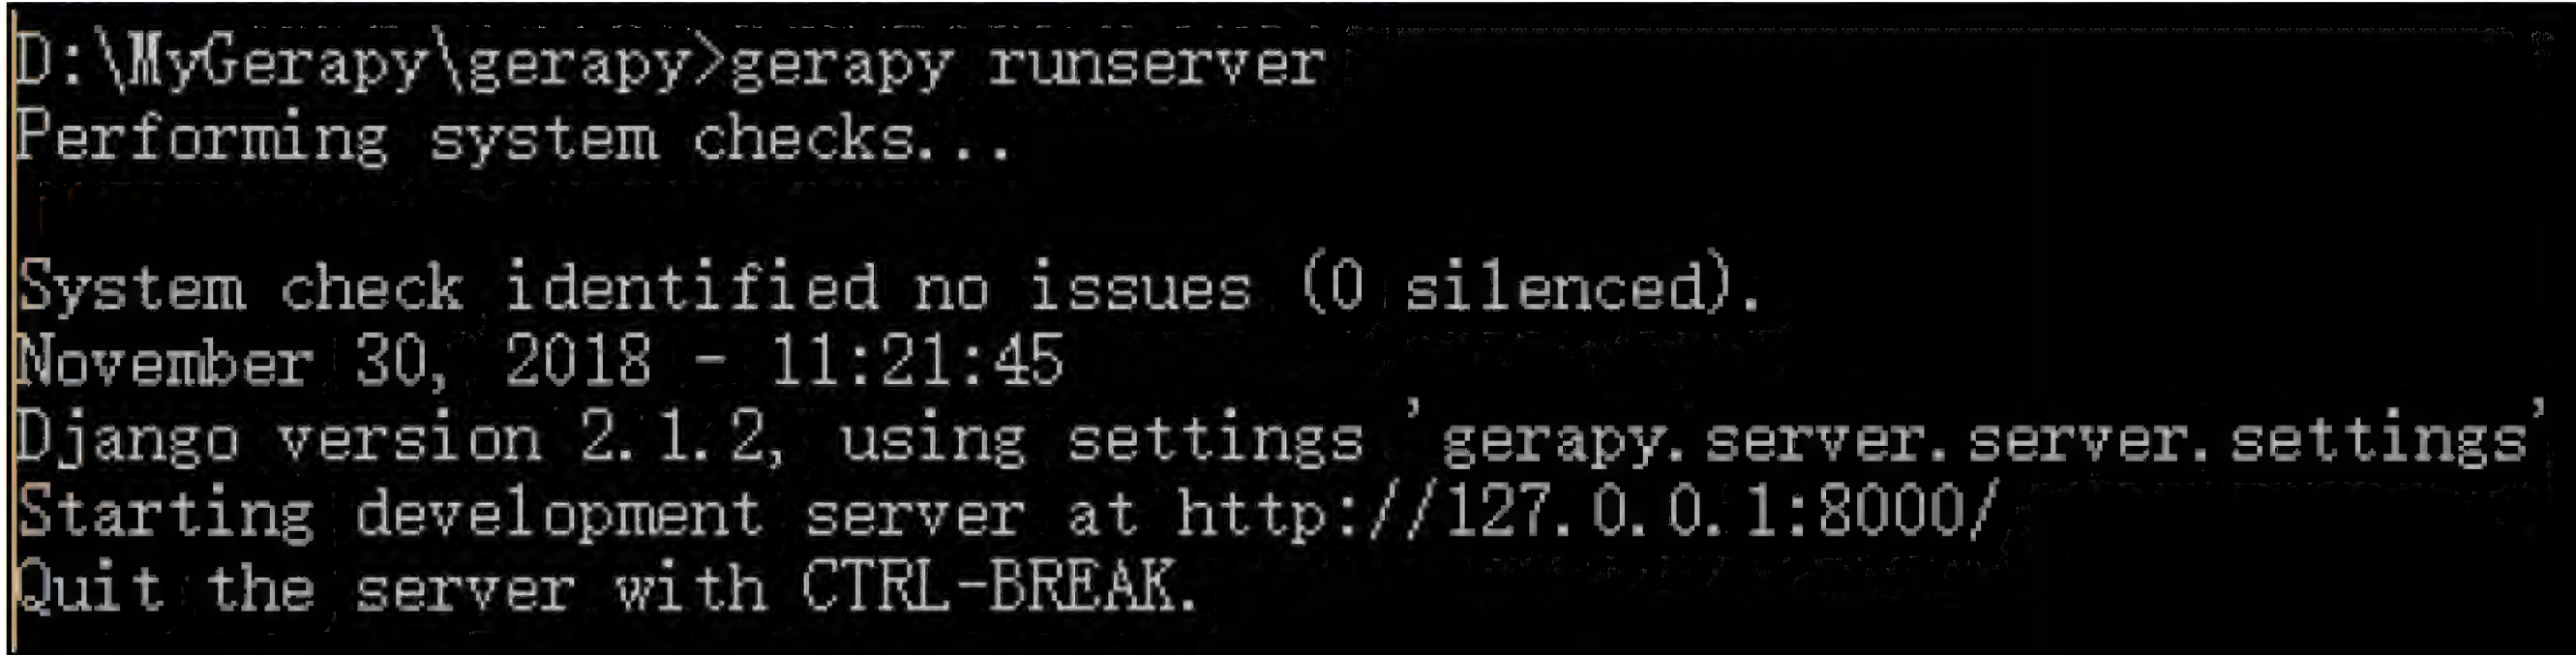 D:\MyGerapy\gerapy>gerapy runserver
Performing system checks...
System check identified no issues (0 silenced).
November 30, 2018 - 11:21:45
Django version 2.1.2, using settings 'gerapy.server.server.settings'
Starting development server at http://127.0.0.1:8000/
Quit the server with CTRL-BREAK.